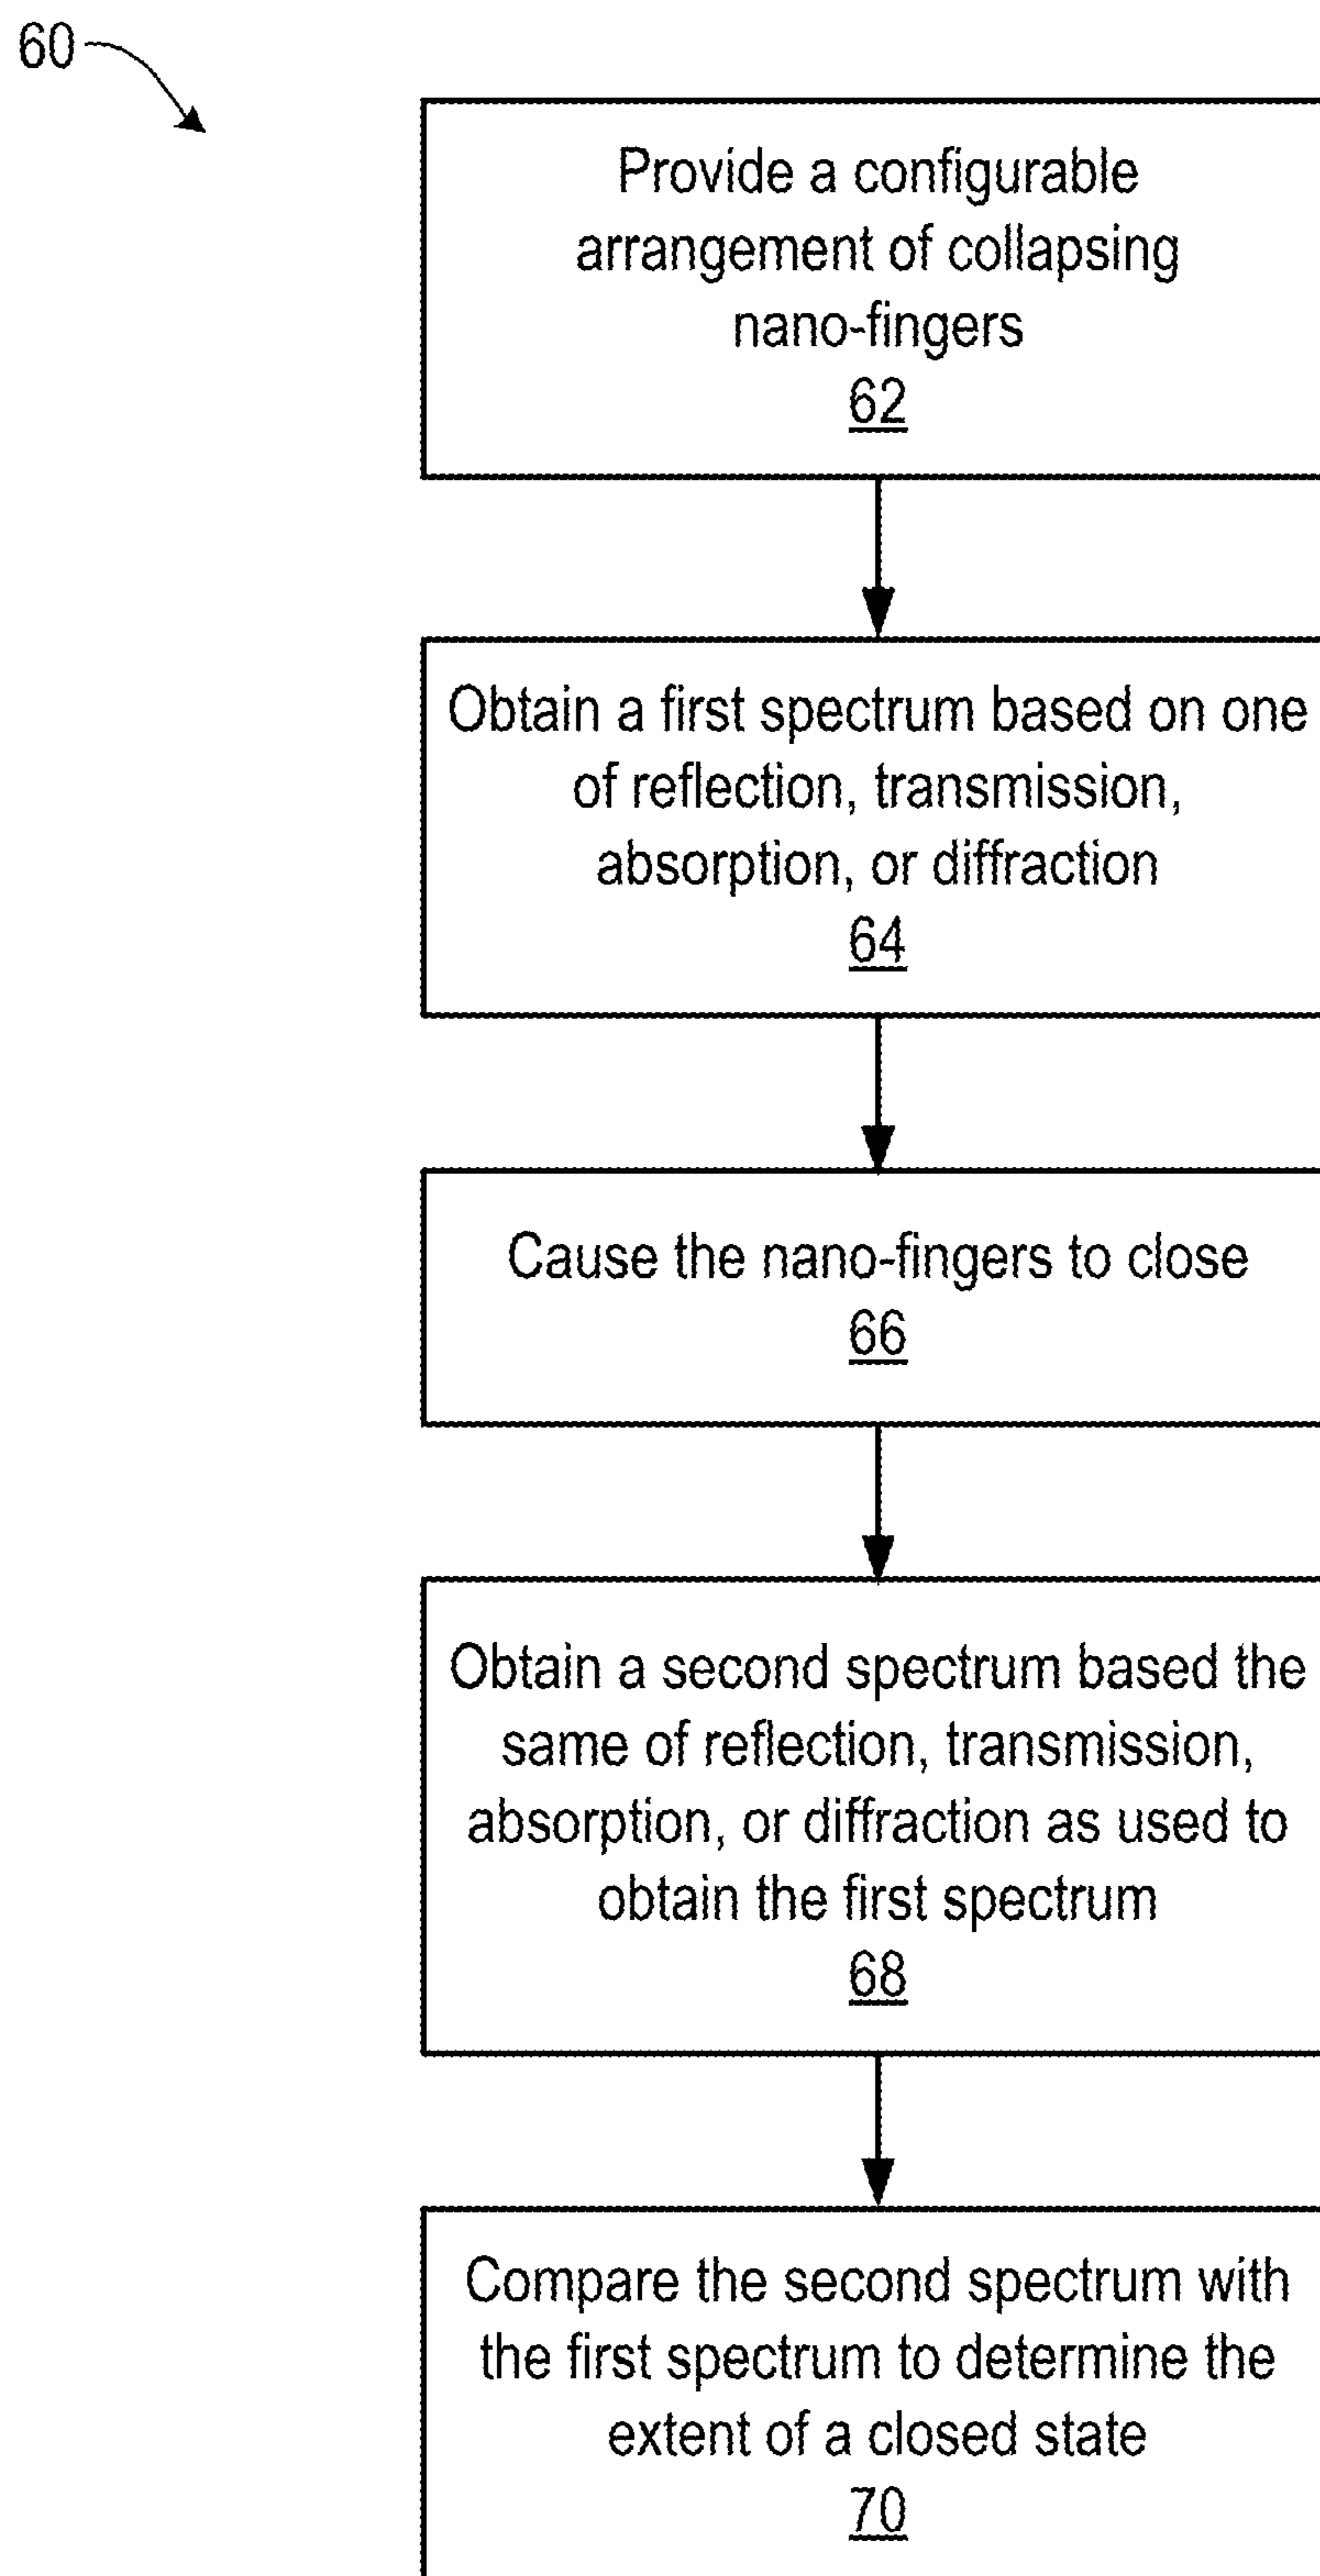 60
Provide a configurable
arrangement of collapsing
nano-fingers
62
Obtain a first spectrum based on one
of reflection, transmission,
absorption, or diffraction
64
Cause the nano-fingers to close
66
Obtain a second spectrum based the
same of reflection, transmission,
absorption, or diffraction as used to
obtain the first spectrum
68
Compare the second spectrum with
the first spectrum to determine the
extent of a closed state
70